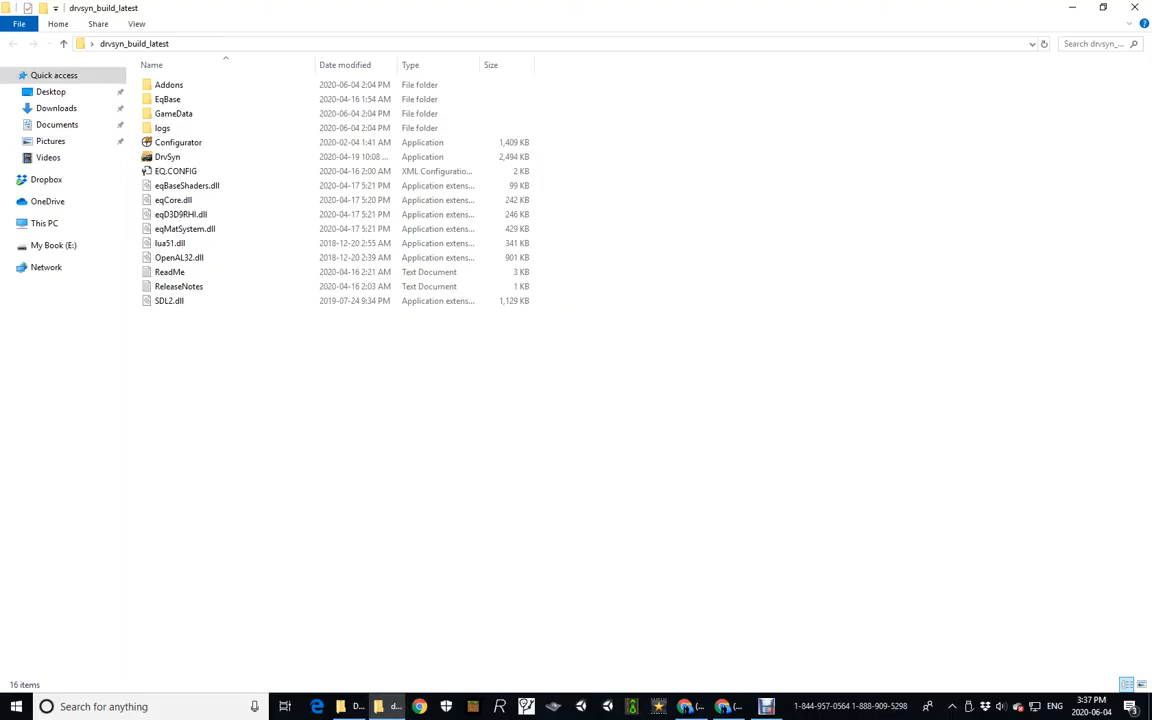 drvsyn_build_latest
File Home Share View
drvsyn_build_latest
Search drvsyn_...
Name Date modified Type Size
Quick access
Desktop
Downloads
Documents
Pictures
Videos
Dropbox
OneDrive
This PC
My Book (E:)
Network
Addons 2020-06-04 2:04 PM File folder
EqBase 2020-04-16 1:54 AM File folder
GameData 2020-06-04 2:04 PM File folder
logs 2020-06-04 2:04 PM File folder
Configurator 2020-02-04 1:41 AM Application 1,409 KB
DrvSyn 2020-04-19 10:08 ... Application 2,494 KB
EQ.CONFIG 2020-04-16 2:00 AM XML Configuratio... 2 KB
eqBaseShaders.dll 2020-04-17 5:21 PM Application extens... 99 KB
eqCore.dll 2020-04-17 5:20 PM Application extens... 242 KB
eqD3D9RHI.dll 2020-04-17 5:21 PM Application extens... 246 KB
eqMatSystem.dll 2020-04-17 5:21 PM Application extens... 429 KB
lua51.dll 2018-12-20 2:55 AM Application extens... 341 KB
OpenAL32.dll 2018-12-20 2:39 AM Application extens... 901 KB
ReadMe 2020-04-16 2:21 AM Text Document 3 KB
ReleaseNotes 2020-04-16 2:03 AM Text Document 1 KB
SDL2.dll 2019-07-24 9:34 PM Application extens... 1,129 KB
16 items
Search for anything
D...
d...
(...
(...
1-844-957-0564 1-888-909-5298
ENG
3:37 PM
2020-06-04
3